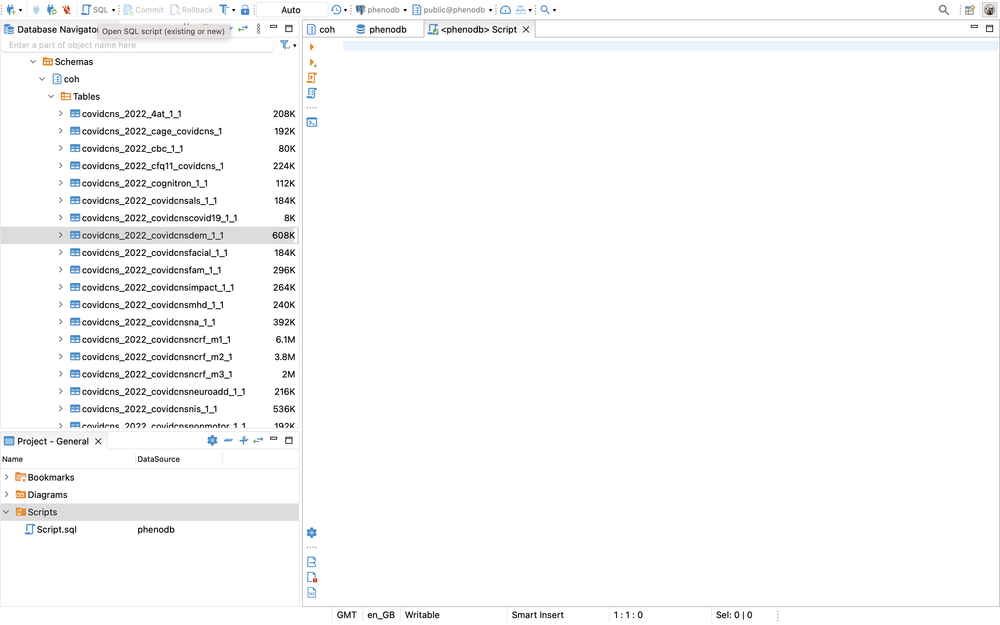 SQL Commit Rollback Auto phenodb public@phenodb
Database Navigator
Open SQL script (existing or new)
coh phenodb <phenodb> Script
Enter a part of object name here
Schemas
coh
Tables
covidcns_2022_4at_1_1 208K
covidcns_2022_cage_covidcns_1 192K
covidcns_2022_cbc_1_1 80K
covidcns_2022_cfq11_covidcns_1 224K
covidcns_2022_cognitron_1_1 112K
covidcns_2022_covidcnsals_1_1 184K
covidcns_2022_covidcnscovid19_1_1 8K
covidcns_2022_covidcnsdem_1_1 608K
covidcns_2022_covidcnsfacial_1_1 184K
covidcns_2022_covidcnsfam_1_1 296K
covidcns_2022_covidcnsimpact_1_1 264K
covidcns_2022_covidcnsmhd_1_1 240K
covidcns_2022_covidcnsna_1_1 392K
covidcns_2022_covidcnsncrf_m1_1 6.1M
covidcns_2022_covidcnsncrf_m2_1 3.8M
covidcns_2022_covidcnsncrf_m3_1 2M
covidcns_2022_covidcnsneuroadd_1_1 216K
covidcns_2022_covidcnsnis_1_1 536K
covidcns_2022_covidcnsnonmotor_1_1 192K
Project - General
Name DataSource
Bookmarks
Diagrams
Scripts
Script.sql phenodb
GMT en_GB Writable Smart Insert 1 : 1 : 0 Sel: 0 | 0